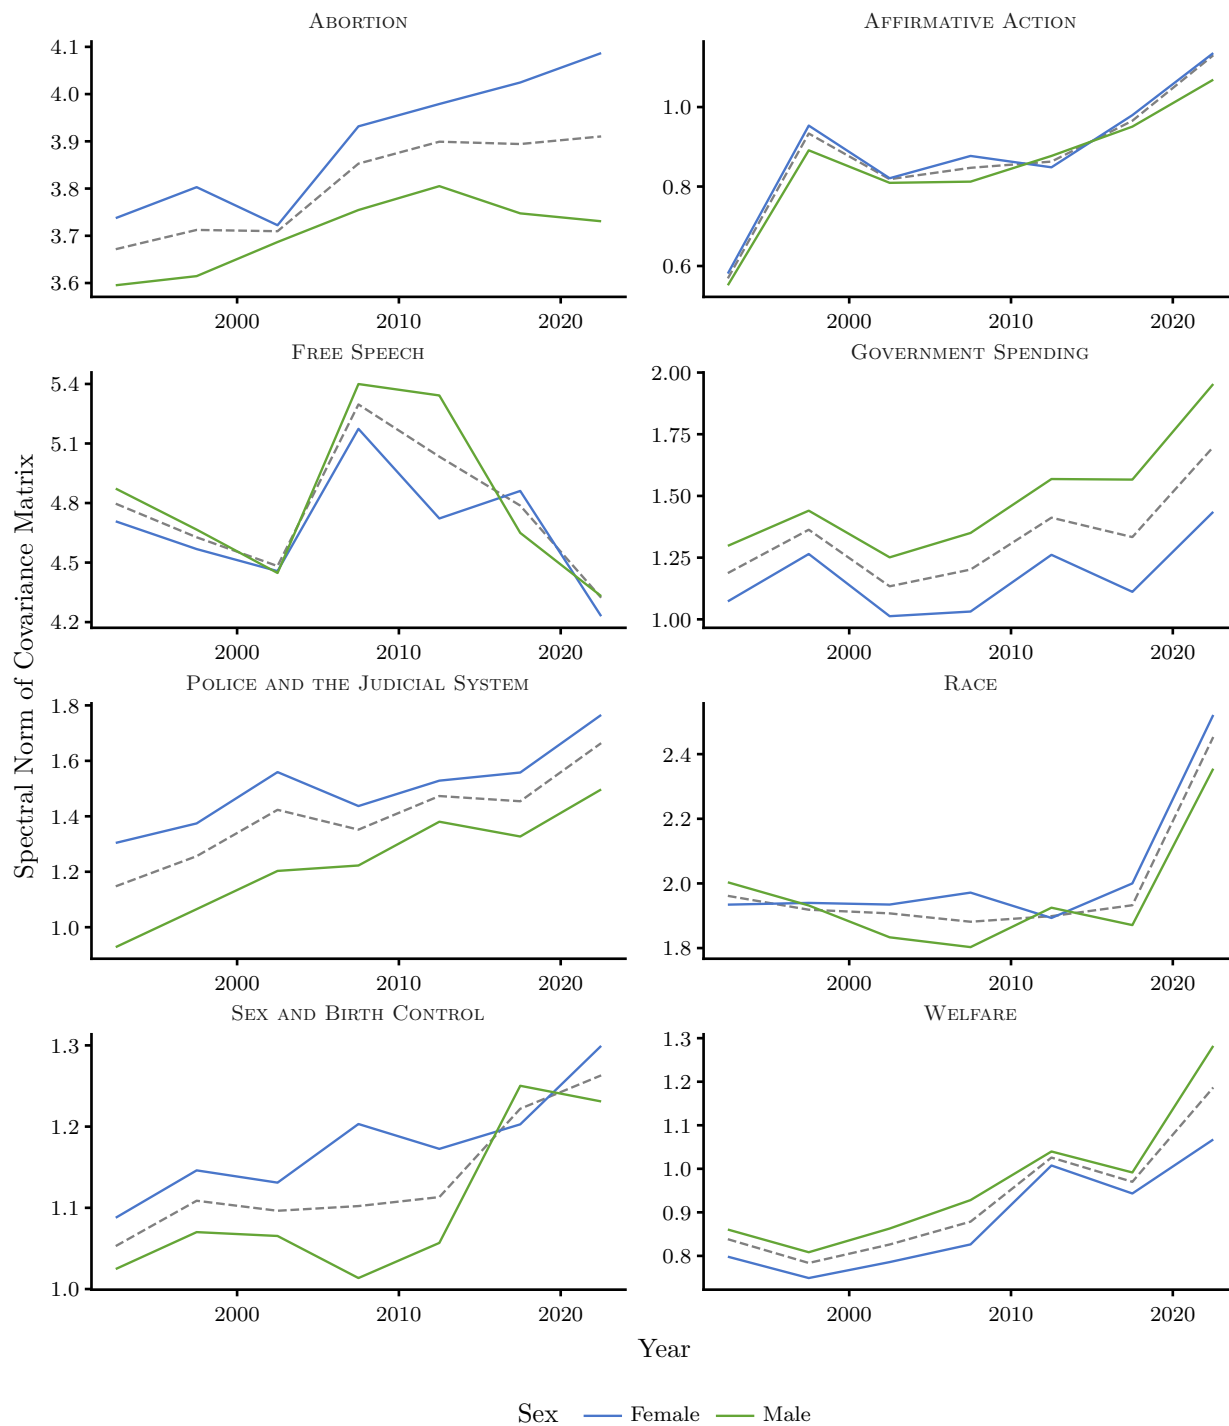 Abortion
4.1
4.0
3.9
3.8
3.7
3.6
2000 2010 2020
Affirmative Action
1.0
0.8
0.6
2000 2010 2020
Free Speech
5.4
5.1
4.8
4.5
4.2
2000 2010 2020
Government Spending
2.00
1.75
1.50
1.25
1.00
2000 2010 2020
Spectral Norm of Covariance Matrix
Police and the Judicial System
1.8
1.6
1.4
1.2
1.0
2000 2010 2020
Race
2.4
2.2
2.0
1.8
2000 2010 2020
Sex and Birth Control
1.3
1.2
1.1
1.0
2000 2010 2020
Welfare
1.3
1.2
1.1
1.0
0.9
0.8
2000 2010 2020
Year
Sex Female Male